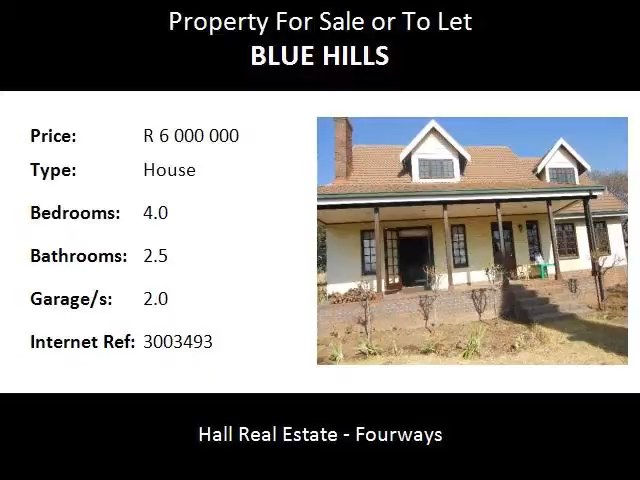 Property For Sale or To Let
BLUE HILLS
Price: R 6 000 000
Type: House
Bedrooms: 4.0
Bathrooms: 2.5
Garage/s: 2.0
Internet Ref: 3003493
Hall Real Estate - Fourways